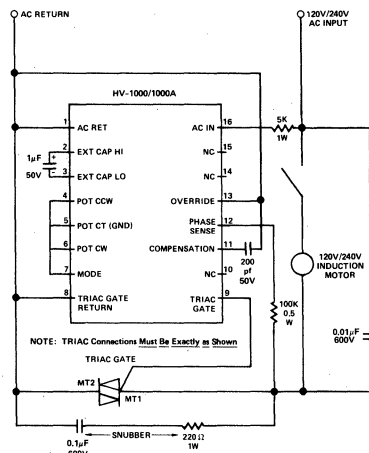 AC RETURN
120V/240V
AC INPUT
HV-1000/1000A
1 AC RET
AC IN 16
5K
1W
2 EXT CAP HI
NC 15
1μF
50V
+
−
3 EXT CAP LO
NC 14
4 POT CCW
OVERRIDE 13
5 POT CT (GND)
PHASE
SENSE 12
6 POT CW
COMPENSATION 11
200
pf
50V
120V/240V
INDUCTION
MOTOR
7 MODE
NC 10
8 TRIAC GATE
RETURN
TRIAC
GATE 9
100K
0.5
W
0.01μF
600V
NOTE: TRIAC Connections Must Be Exactly as Shown
TRIAC GATE
MT2
MT1
SNUBBER
0.1μF
600V
220Ω
1W